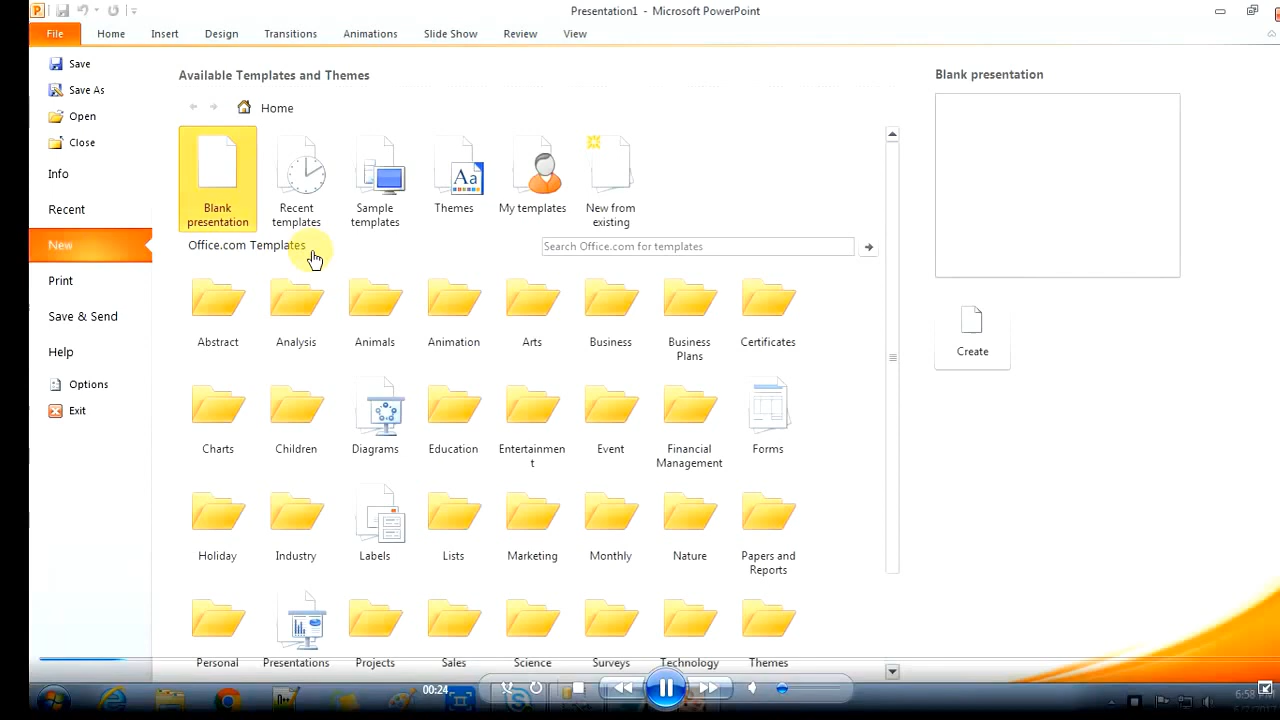 Presentation1 - Microsoft PowerPoint
File Home Insert Design Transitions Animations Slide Show Review View
Save
Save As
Open
Close
Info
Recent
New
Print
Save & Send
Help
Options
Exit
Available Templates and Themes
Home
Blank presentation
Recent templates
Sample templates
Themes
My templates
New from existing
Office.com Templates
Search Office.com for templates
Abstract
Analysis
Animals
Animation
Arts
Business
Business Plans
Certificates
Charts
Children
Diagrams
Education
Entertainmen
t
Event
Financial Management
Forms
Holiday
Industry
Labels
Lists
Marketing
Monthly
Nature
Papers and Reports
Personal
Presentations
Projects
Sales
Science
Surveys
Technology
Themes
Blank presentation
Create
00:24
6:58 PM